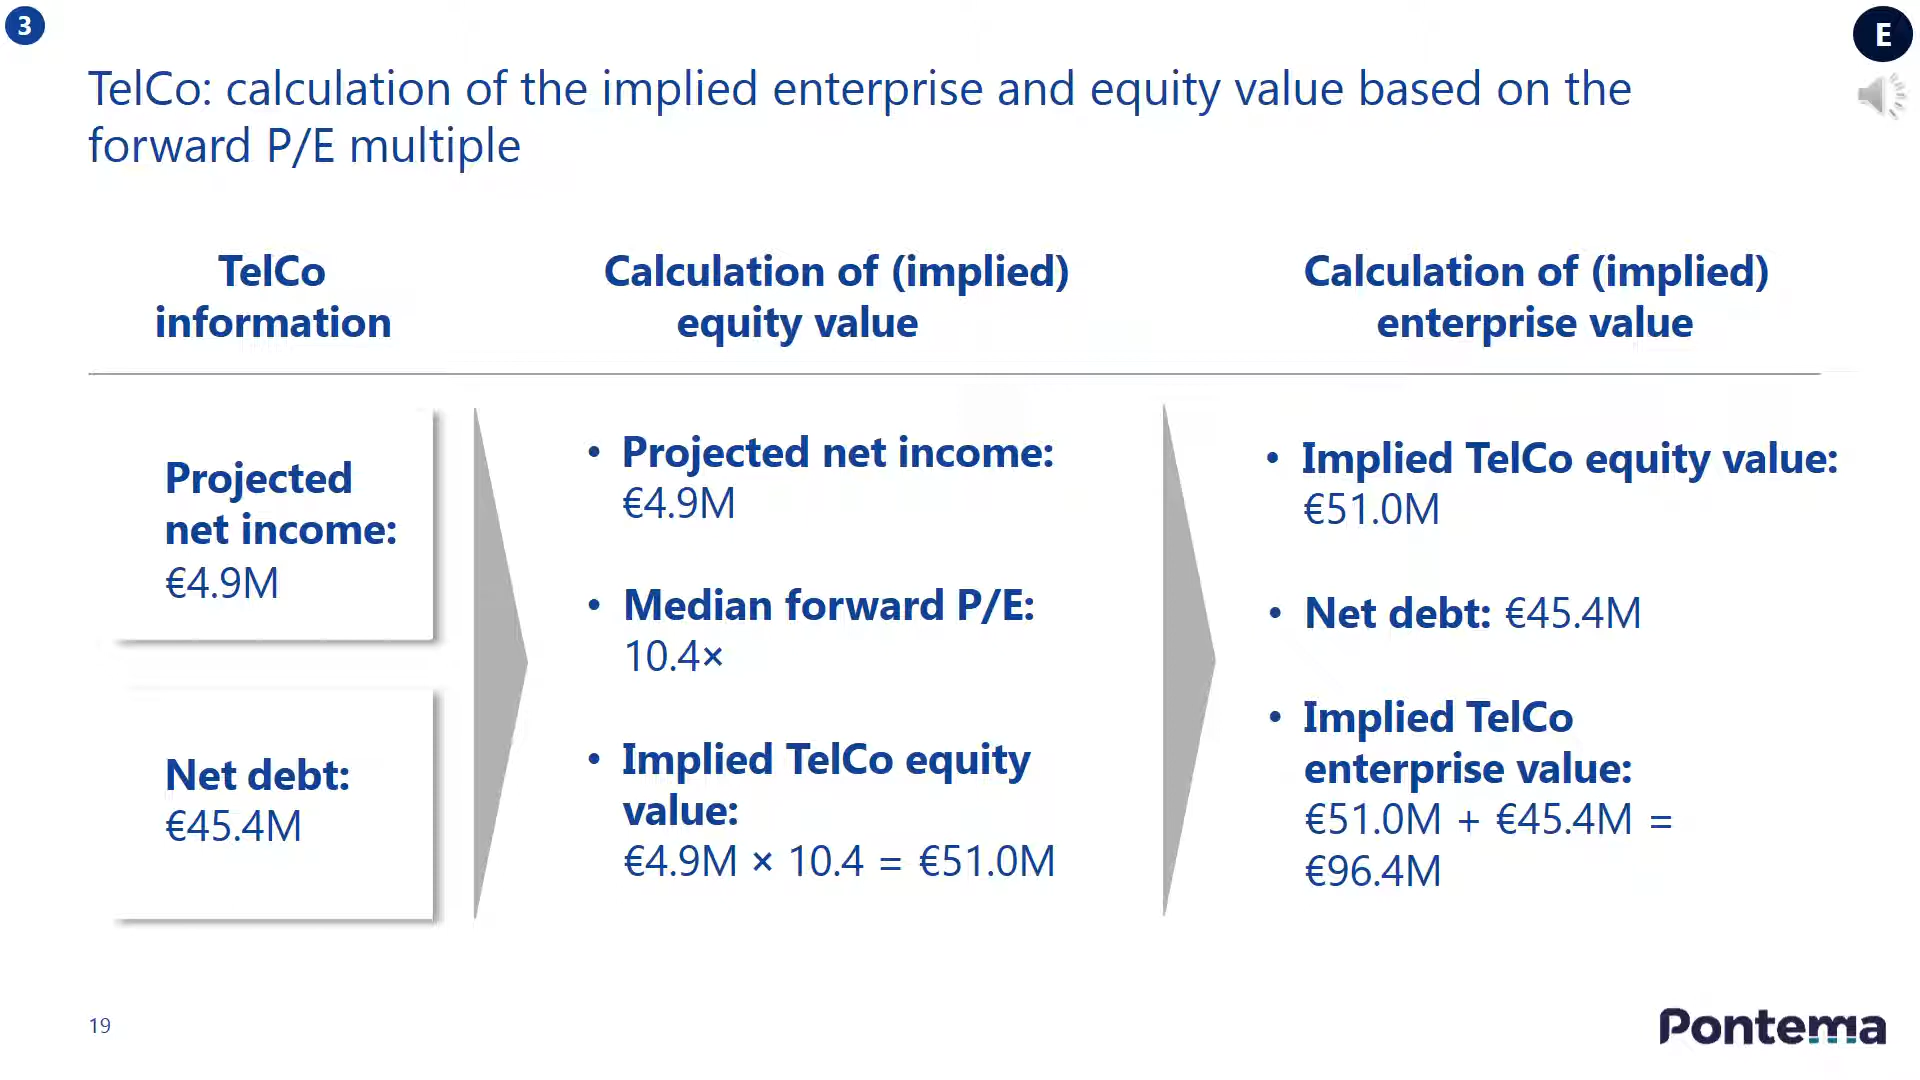 3
E
TelCo: calculation of the implied enterprise and equity value based on the
forward P/E multiple
TelCo
information
Calculation of (implied)
equity value
Calculation of (implied)
enterprise value
Projected
net income:
€4.9M
Net debt:
€45.4M
• Projected net income:
€4.9M
• Median forward P/E:
10.4×
• Implied TelCo equity
value:
€4.9M × 10.4 = €51.0M
• Implied TelCo equity value:
€51.0M
• Net debt: €45.4M
• Implied TelCo
enterprise value:
€51.0M + €45.4M =
€96.4M
19
Pontema